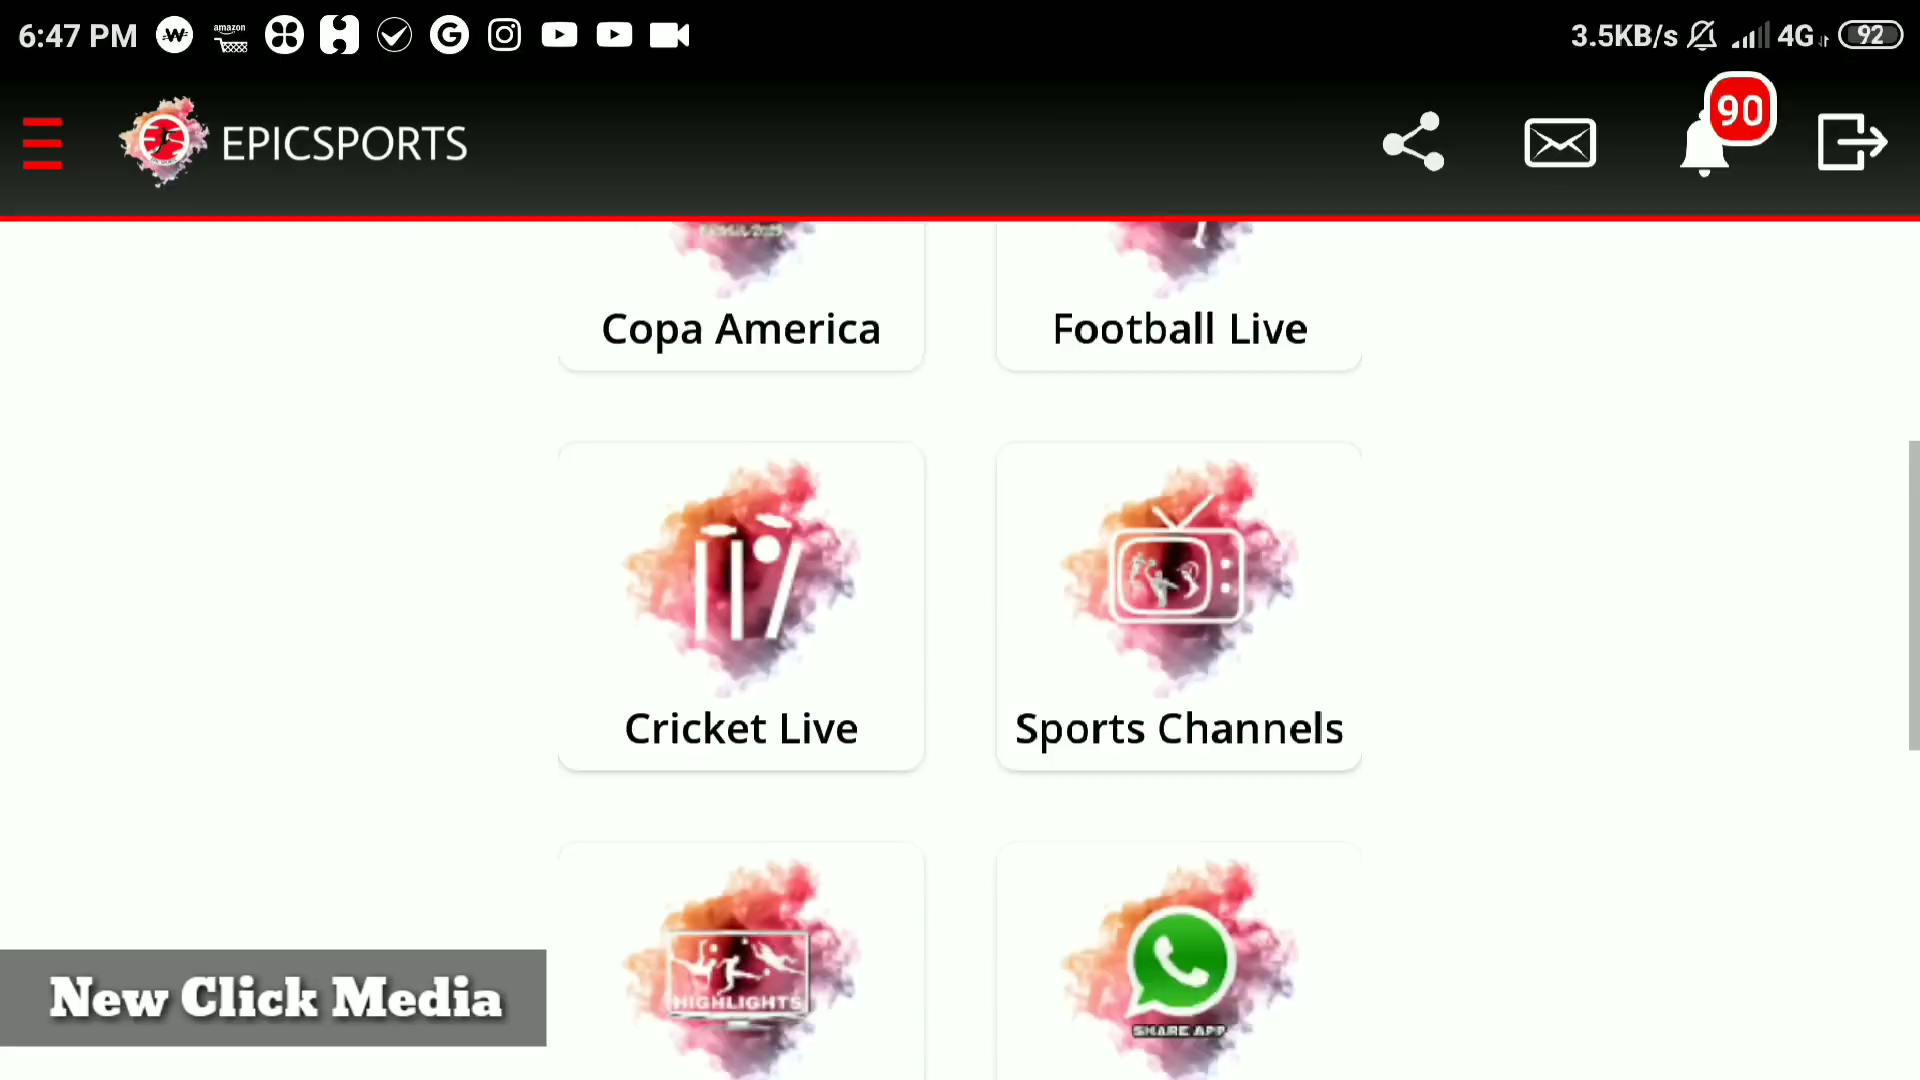 6:47 PM
amazon
3.5KB/s
4G
92
EPICSPORTS
90
Copa America
Football Live
Cricket Live
Sports Channels
HIGHLIGHTS
SHARE APP
New Click Media